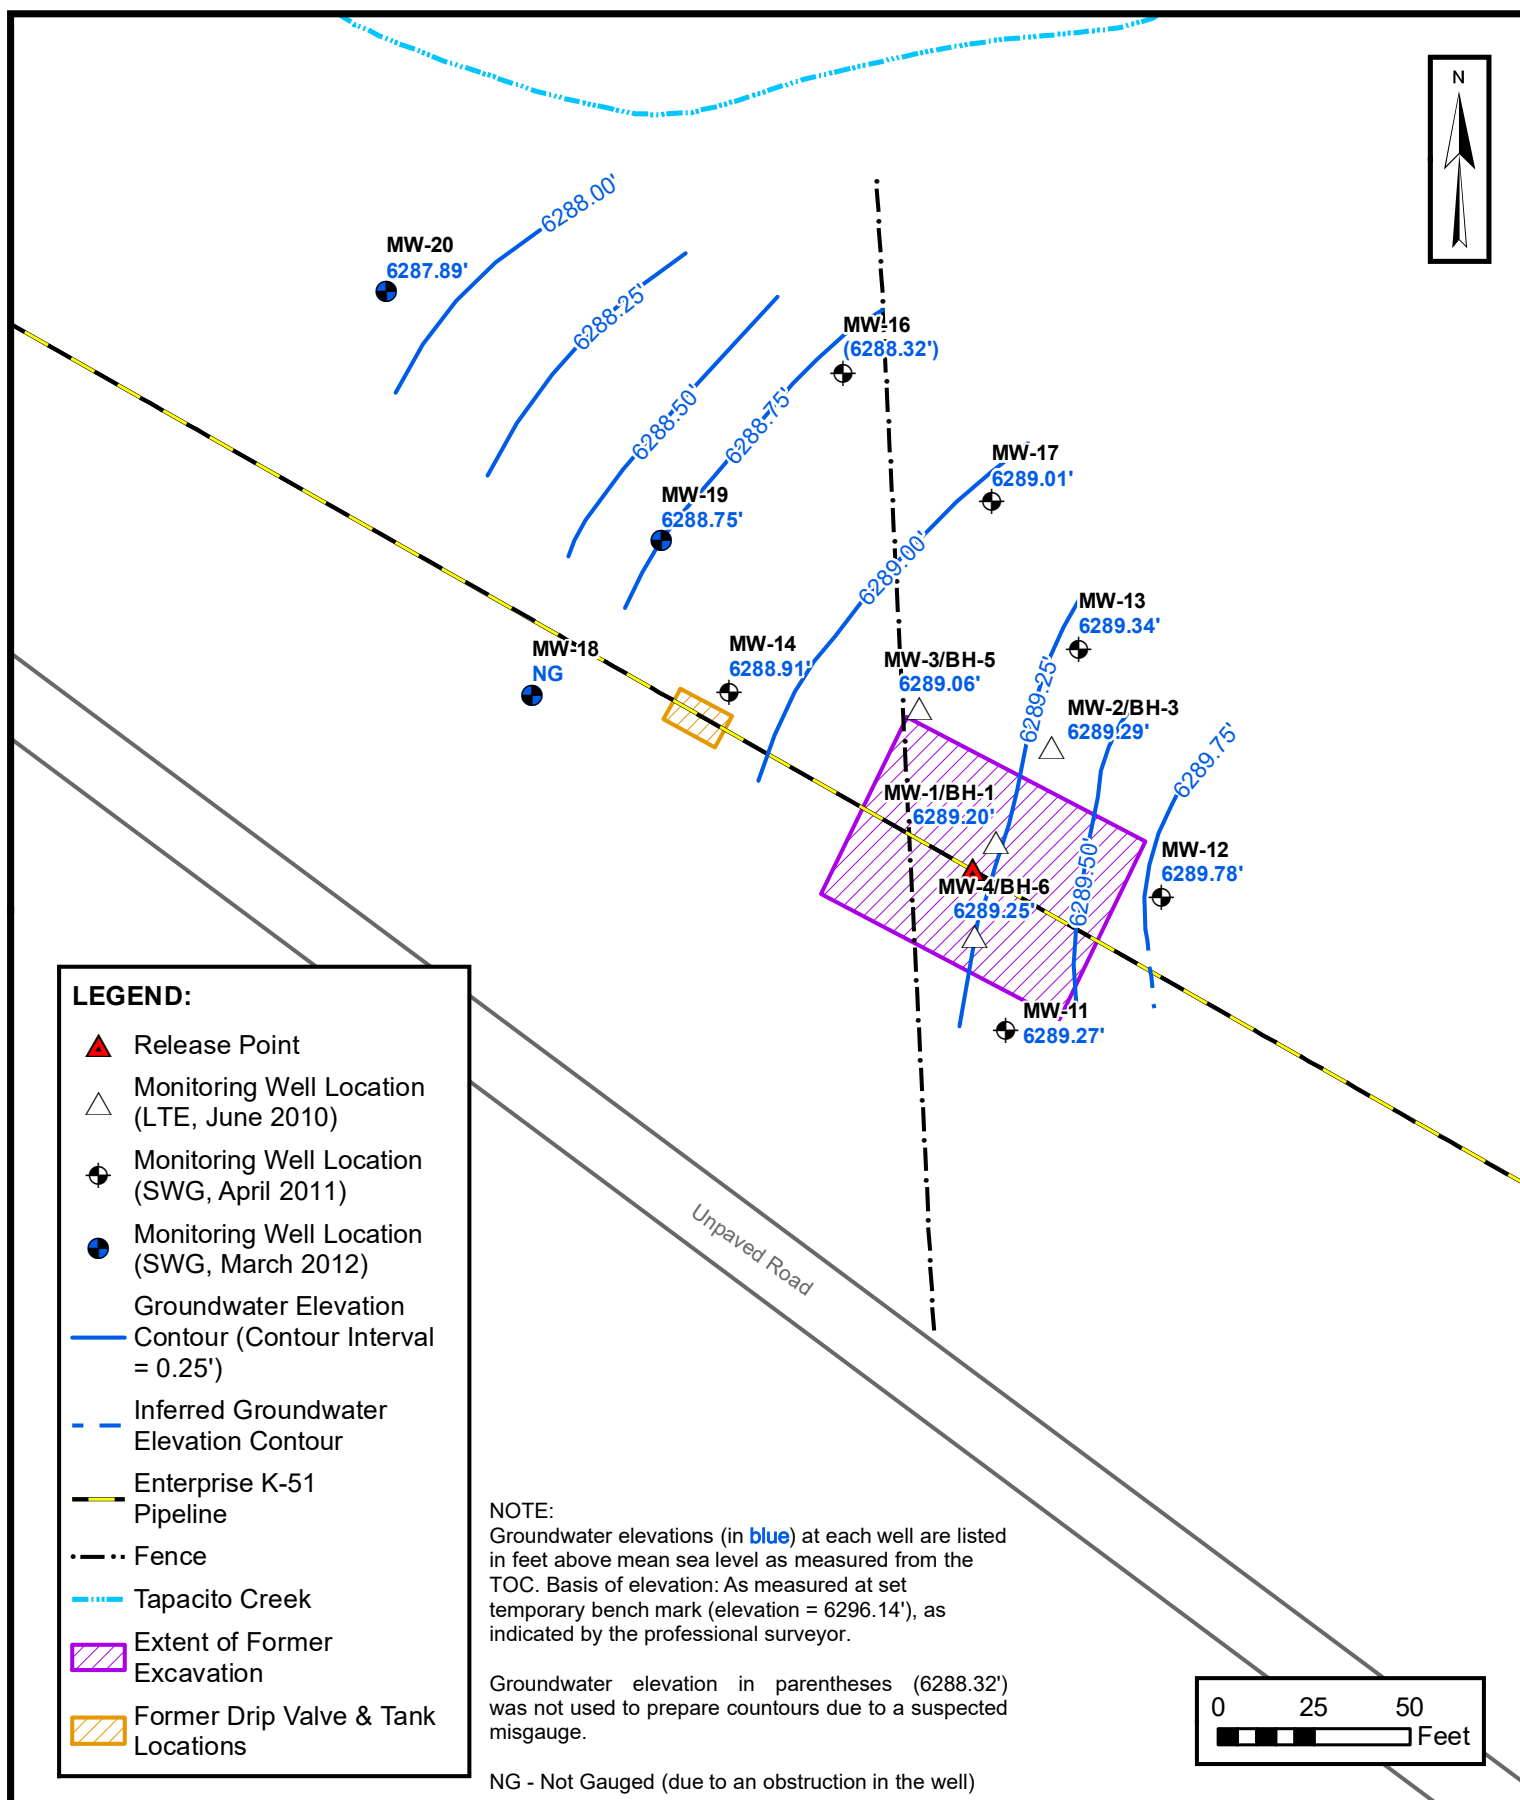 N
6288.00'
MW-20
6287.89'
6288.25'
MW-16
(6288.32')
6288.50'
6288.75'
MW-17
6289.01'
MW-19
6288.75'
6289.00'
MW-13
6289.34'
MW-18
NG
MW-14
6288.91'
MW-3/BH-5
6289.06'
6289.25'
MW-2/BH-3
6289.29'
6289.75'
MW-1/BH-1
6289.20'
6289.50'
MW-12
6289.78'
MW-4/BH-6
6289.25'
MW-11
6289.27'
Unpaved Road
LEGEND:
Release Point
Monitoring Well Location
(LTE, June 2010)
Monitoring Well Location
(SWG, April 2011)
Monitoring Well Location
(SWG, March 2012)
Groundwater Elevation
Contour (Contour Interval
= 0.25')
Inferred Groundwater
Elevation Contour
Enterprise K-51
Pipeline
Fence
Tapacito Creek
Extent of Former
Excavation
Former Drip Valve & Tank
Locations
NOTE:
Groundwater elevations (in blue) at each well are listed
in feet above mean sea level as measured from the
TOC. Basis of elevation: As measured at set
temporary bench mark (elevation = 6296.14'), as
indicated by the professional surveyor.
Groundwater elevation in parentheses (6288.32')
was not used to prepare countours due to a suspected
misgauge.
NG - Not Gauged (due to an obstruction in the well)
0 25 50
Feet